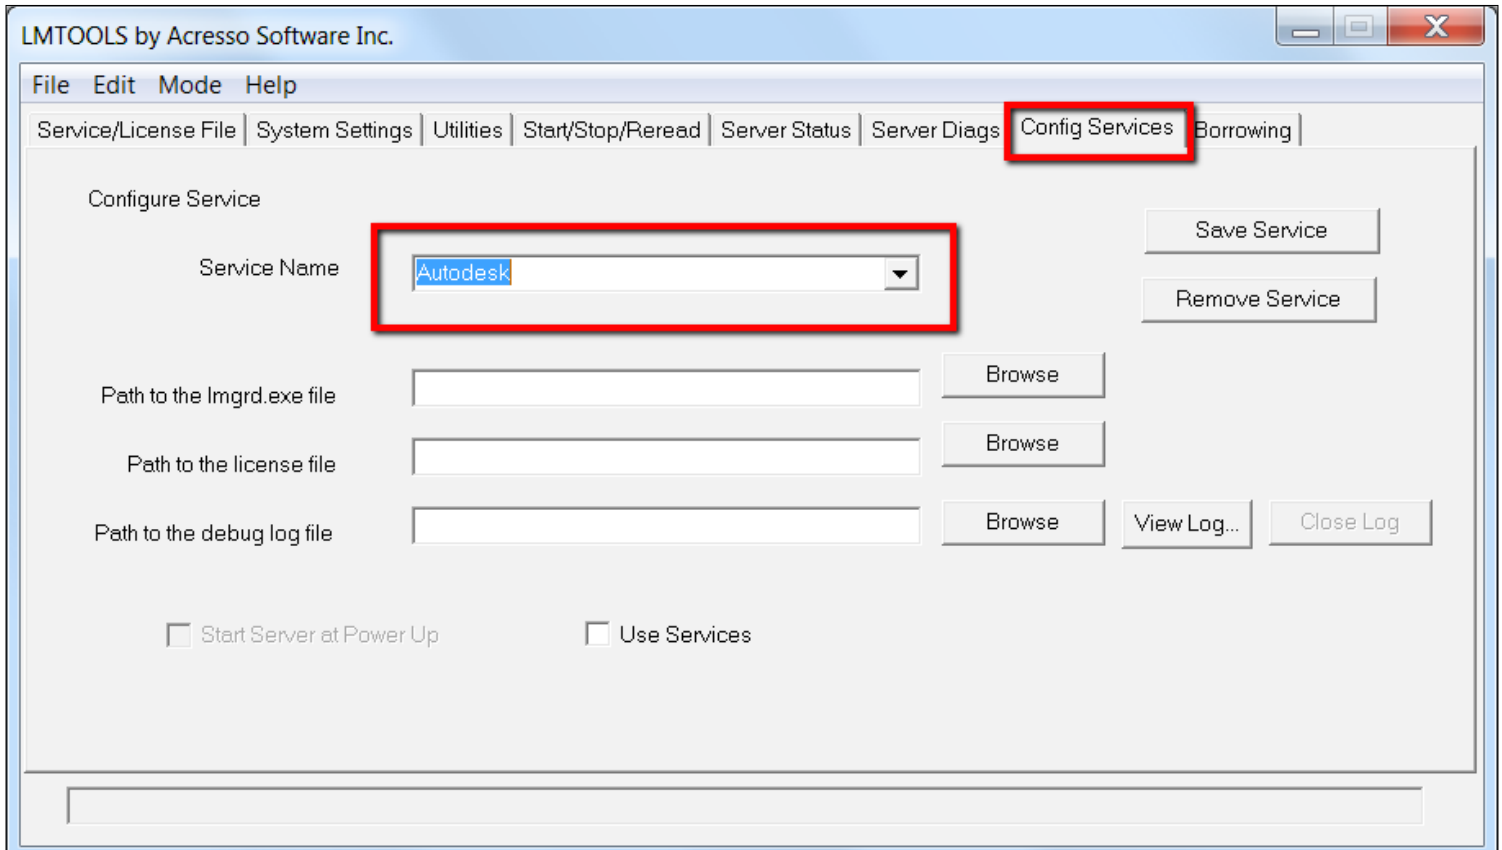 LMTOOLS by Acresso Software Inc.
File Edit Mode Help
Service/License File System Settings Utilities Start/Stop/Reread Server Status Server Diags Config Services Borrowing
Configure Service
Save Service
Service Name Autodesk
Remove Service
Path to the lmgrd.exe file Browse
Path to the license file Browse
Path to the debug log file Browse View Log... Close Log
Start Server at Power Up Use Services